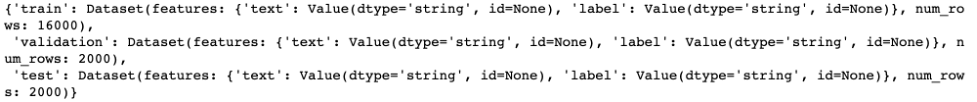 {'train': Dataset(features: {'text': Value(dtype='string', id=None), 'label': Value(dtype='string', id=None)}, num_ro
ws: 16000),
 'validation': Dataset(features: {'text': Value(dtype='string', id=None), 'label': Value(dtype='string', id=None)}, n
um_rows: 2000),
 'test': Dataset(features: {'text': Value(dtype='string', id=None), 'label': Value(dtype='string', id=None)}, num_row
s: 2000)}